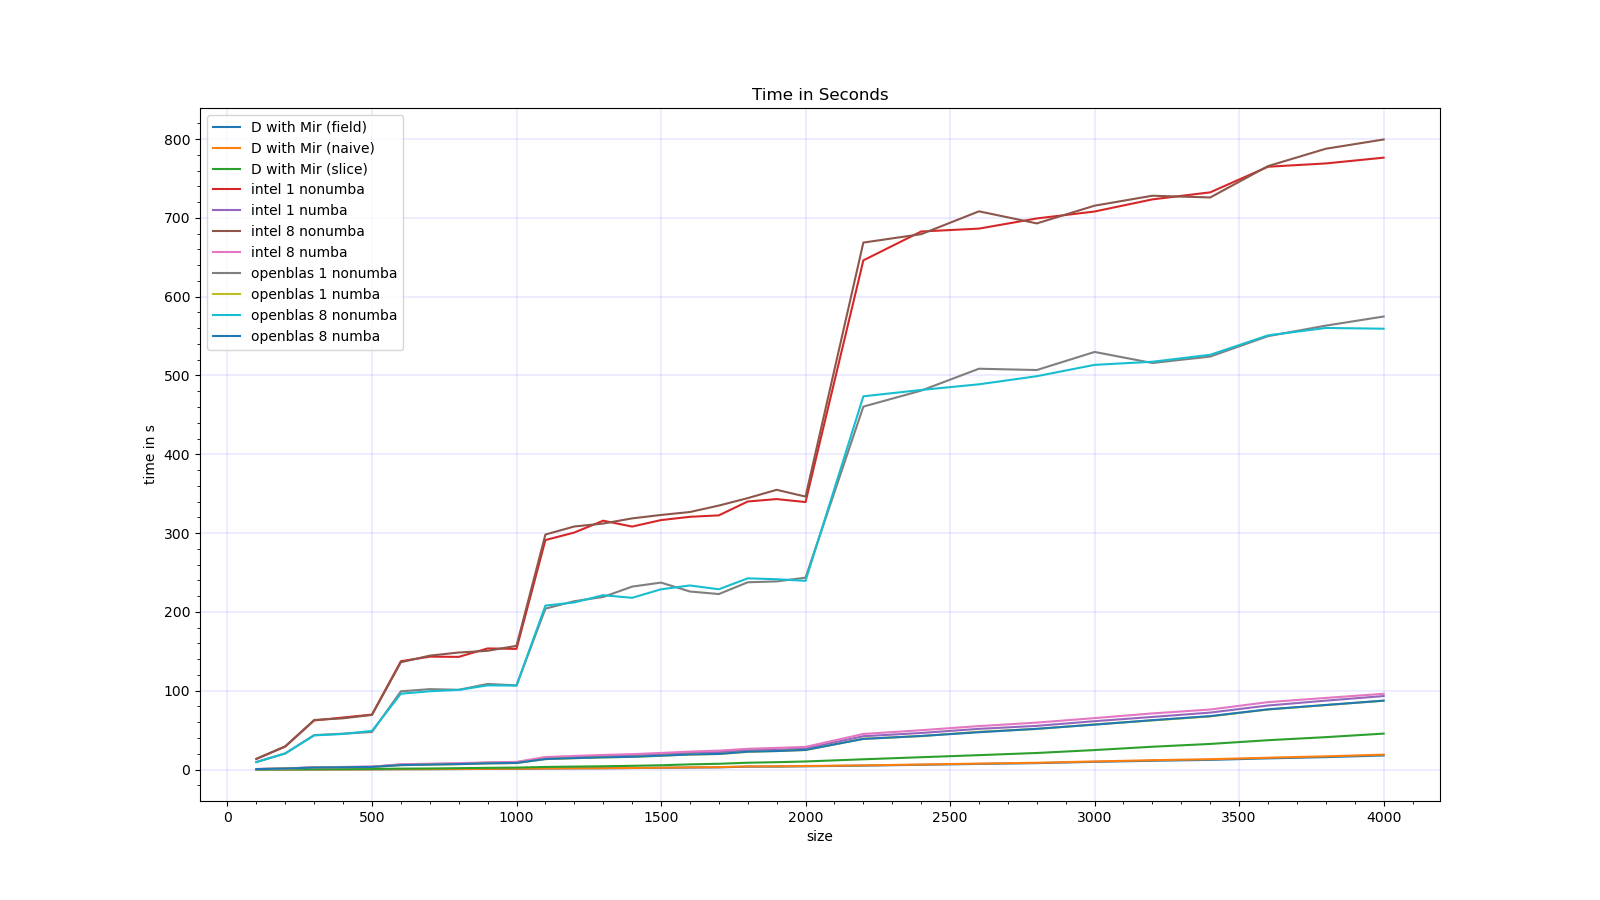 Time in Seconds
D with Mir (field)
D with Mir (naive)
D with Mir (slice)
intel 1 nonumba
intel 1 numba
intel 8 nonumba
intel 8 numba
openblas 1 nonumba
openblas 1 numba
openblas 8 nonumba
openblas 8 numba
800
700
600
500
400
300
200
100
0
time in s
0 500 1000 1500 2000 2500 3000 3500 4000
size